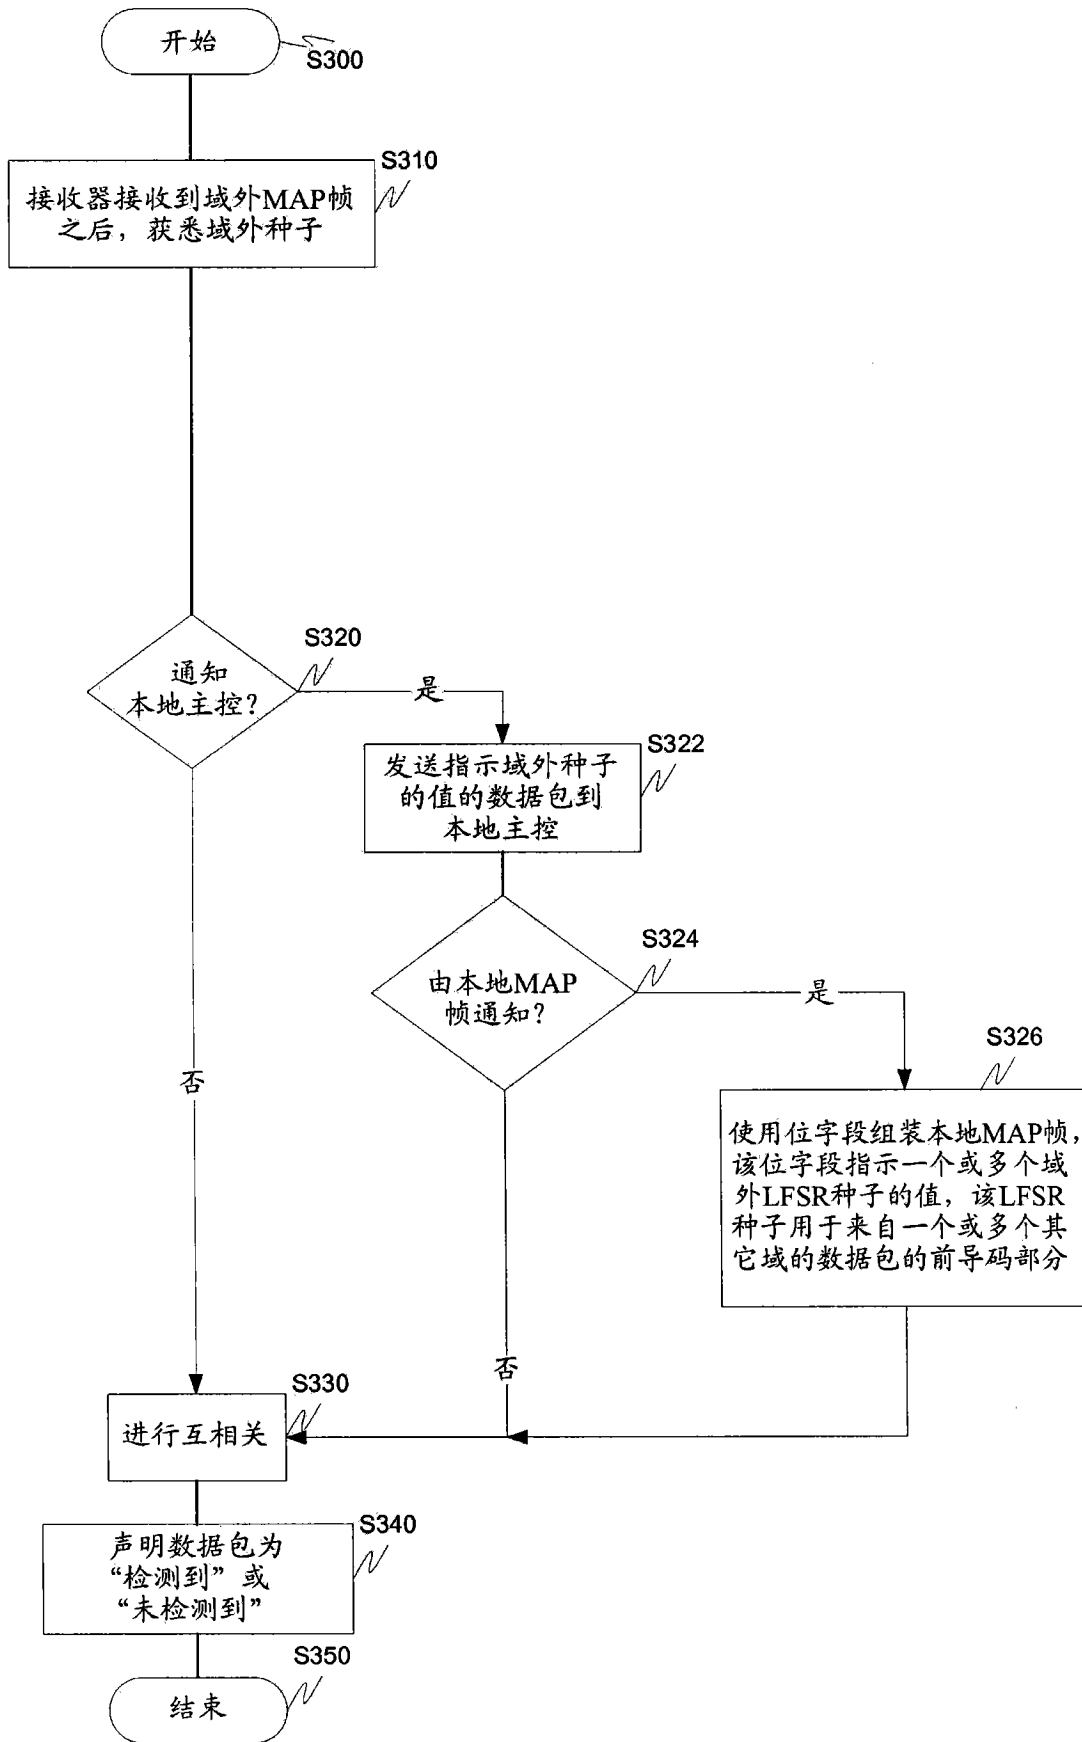 开始
S300
S310
接收器接收到域外MAP帧
之后，获悉域外种子
S320
通知
本地主控？
是
S322
发送指示域外种子
的值的数据包到
本地主控
S324
由本地MAP
帧通知？
是
S326
使用位字段组装本地MAP帧，
该位字段指示一个或多个域
外LFSR种子的值，该LFSR
种子用于来自一个或多个其
它域的数据包的前导码部分
否
否
S330
进行互相关
S340
声明数据包为
“检测到”或
“未检测到”
S350
结束